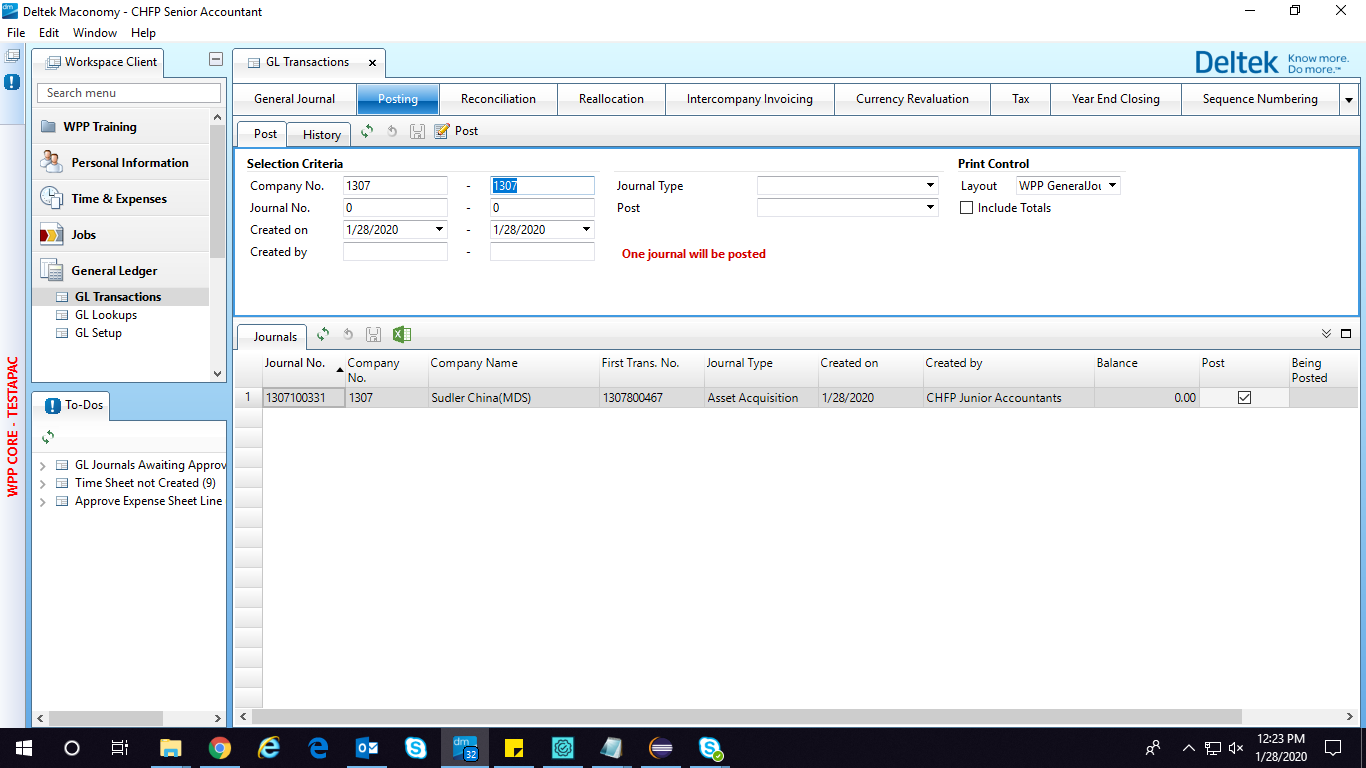 Deltek Maconomy - CHFP Senior Accountant
File Edit Window Help
Workspace Client
GL Transactions
Deltek Know more. Do more.™
Search menu
General Journal Posting Reconciliation Reallocation Intercompany Invoicing Currency Revaluation Tax Year End Closing Sequence Numbering
WPP Training
Personal Information
Time & Expenses
Jobs
General Ledger
GL Transactions
GL Lookups
GL Setup
Post History Post
Selection Criteria Print Control
Company No. 1307 - 1307 Journal Type Layout WPP GeneralJou
Journal No. 0 - 0 Post Include Totals
Created on 1/28/2020 - 1/28/2020
Created by - One journal will be posted
Journals
Journal No. Company No. Company Name First Trans. No. Journal Type Created on Created by Balance Post Being Posted
1 1307100331 1307 Sudler China(MDS) 1307800467 Asset Acquisition 1/28/2020 CHFP Junior Accountants 0.00
To-Dos
GL Journals Awaiting Approv
Time Sheet not Created (9)
Approve Expense Sheet Line
WPP CORE - TESTAPAC
dm 32
12:23 PM
1/28/2020